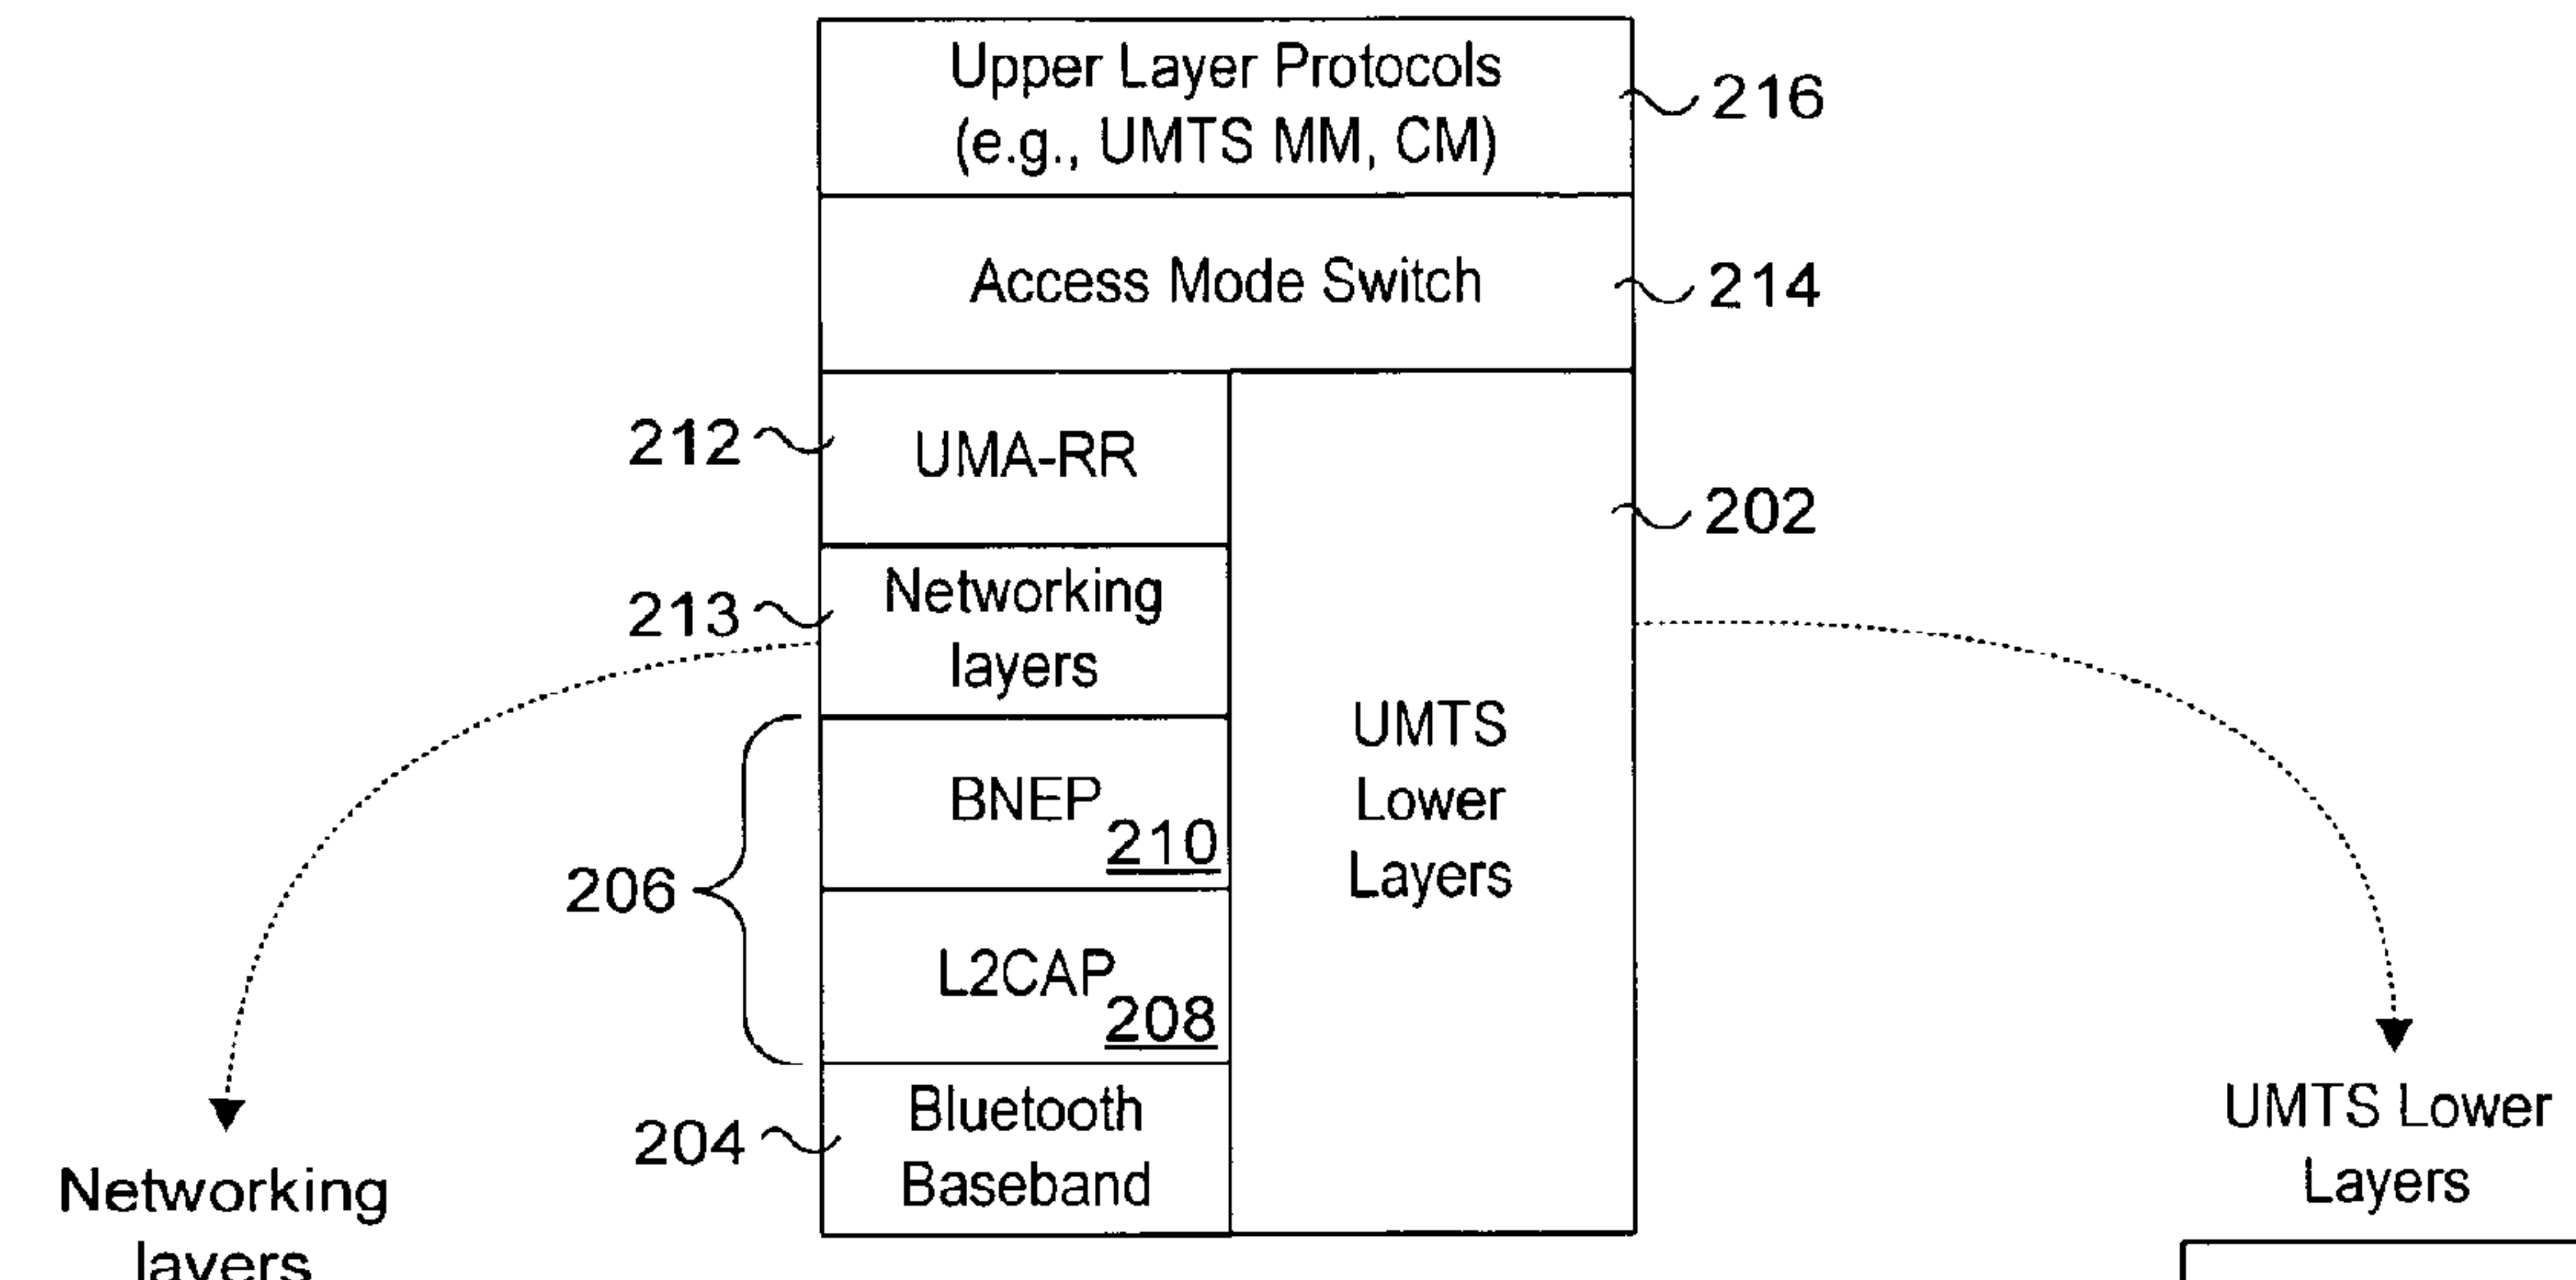 Upper Layer Protocols
(e.g., UMTS MM, CM)
216
Access Mode Switch
214
212
UMA-RR
202
213
Networking
layers
UMTS
Lower
Layers
206
BNEP
210
L2CAP
208
204
Bluetooth
Baseband
Networking
layers
UMTS Lower
Layers